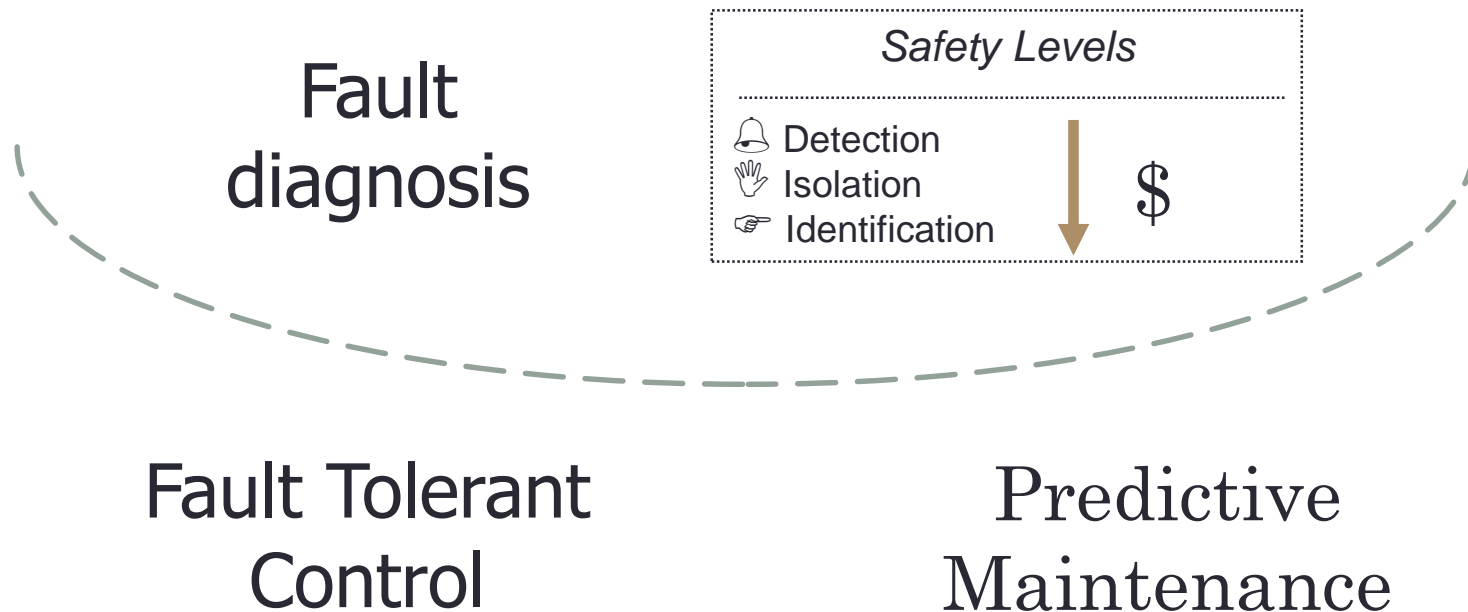 Fault
diagnosis
Safety Levels
🔔 Detection
🖐 Isolation
☞ Identification
$
Fault Tolerant
Control
Predictive
Maintenance